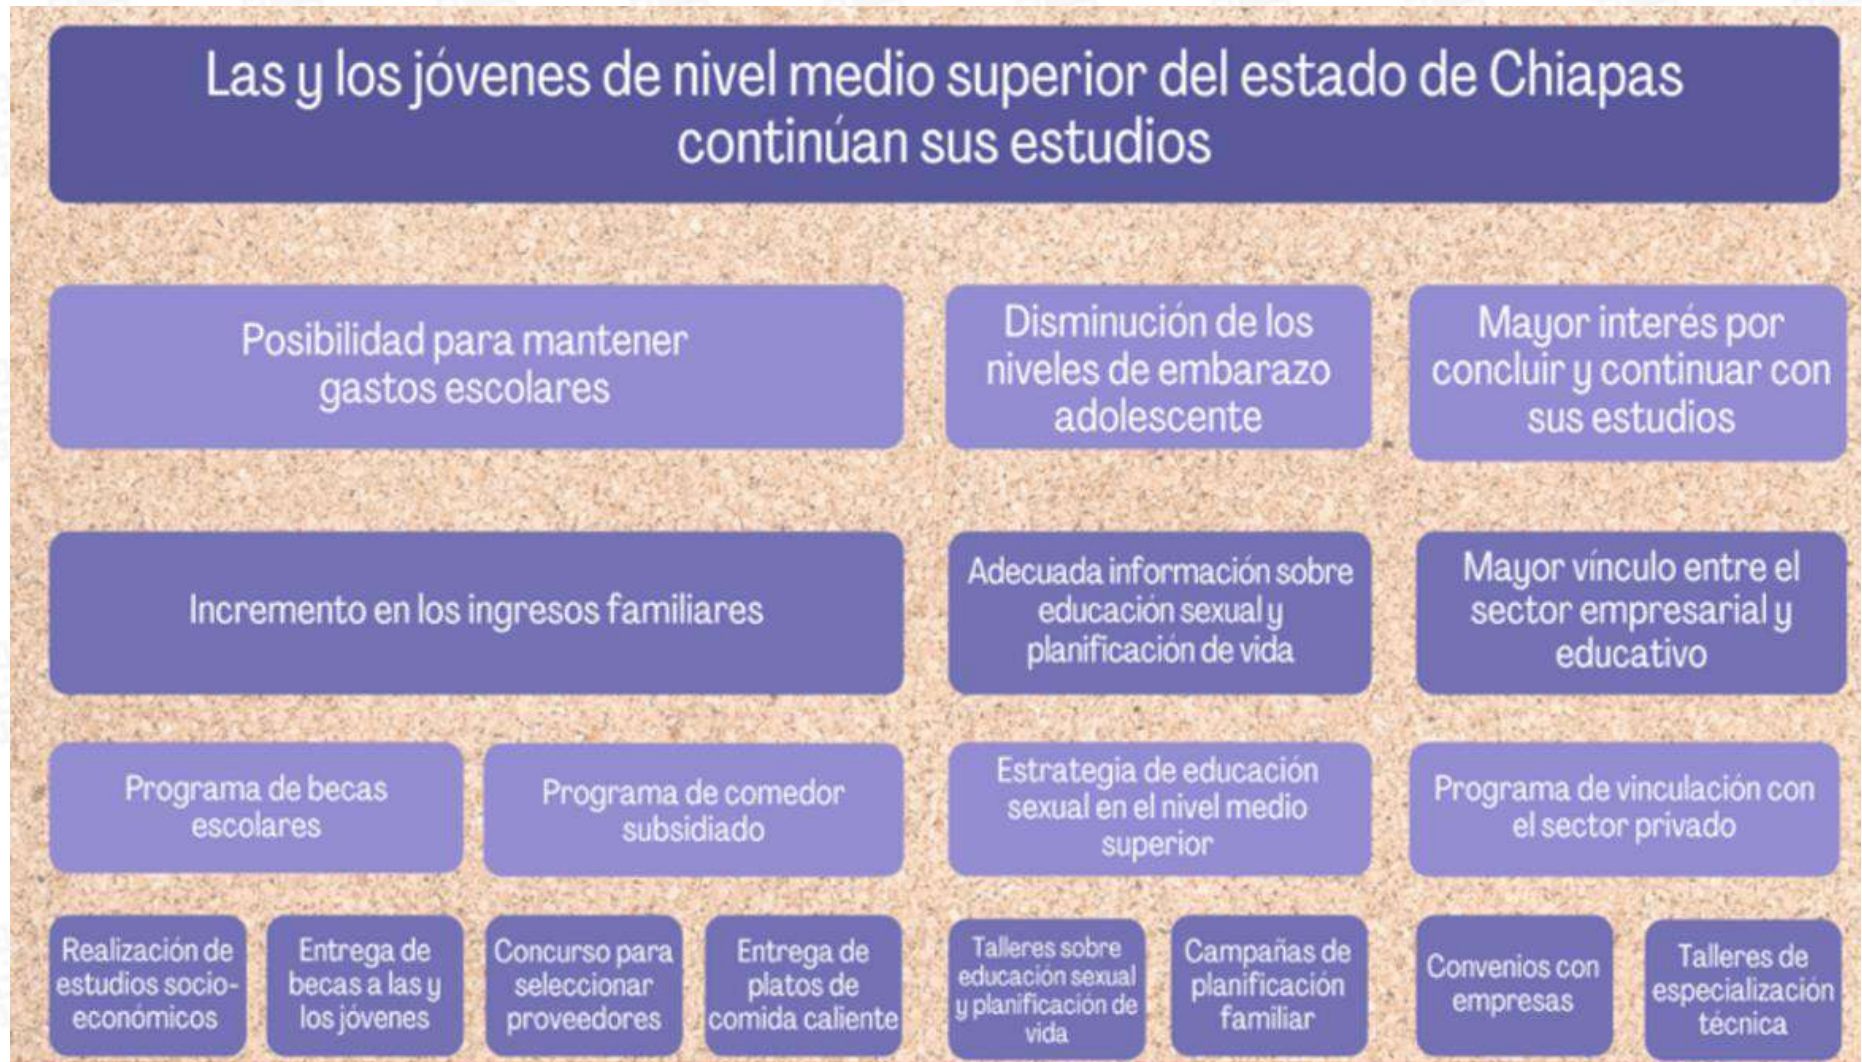 Las y los jóvenes de nivel medio superior del estado de Chiapas
continúan sus estudios
Posibilidad para mantener
gastos escolares
Disminución de los
niveles de embarazo
adolescente
Mayor interés por
concluir y continuar con
sus estudios
Incremento en los ingresos familiares
Adecuada información sobre
educación sexual y
planificación de vida
Mayor vínculo entre el
sector empresarial y
educativo
Programa de becas
escolares
Programa de comedor
subsidiado
Estrategia de educación
sexual en el nivel medio
superior
Programa de vinculación con
el sector privado
Realización de
estudios socio-
económicos
Entrega de
becas a las y
los jóvenes
Concurso para
seleccionar
proveedores
Entrega de
platos de
comida caliente
Talleres sobre
educación sexual
y planificación de
vida
Campañas de
planificación
familiar
Convenios con
empresas
Talleres de
especialización
técnica